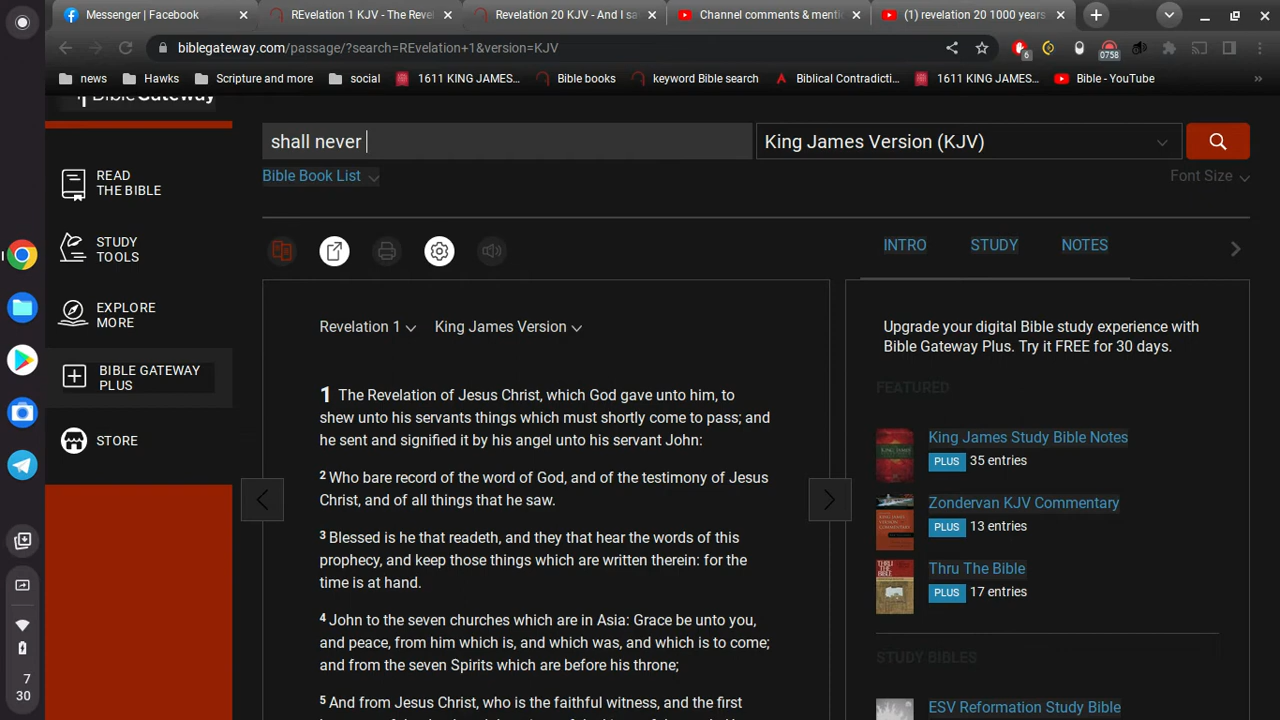 Messenger | Facebook
REvelation 1 KJV - The Revel
Revelation 20 KJV - And I sa
Channel comments & menti
(1) revelation 20 1000 years
biblegateway.com/passage/?search=REvelation+1&version=KJV
6
0758
news
Hawks
Scripture and more
social
1611 KING JAMES...
Bible books
keyword Bible search
Biblical Contradicti...
1611 KING JAMES...
Bible - YouTube
»
BibleGateway
shall never
King James Version (KJV)
Bible Book List
Font Size
READ
THE BIBLE
STUDY
TOOLS
EXPLORE
MORE
BIBLE GATEWAY
PLUS
STORE
INTRO
STUDY
NOTES
Revelation 1
King James Version
1 The Revelation of Jesus Christ, which God gave unto him, to
shew unto his servants things which must shortly come to pass; and
he sent and signified it by his angel unto his servant John:
2 Who bare record of the word of God, and of the testimony of Jesus
Christ, and of all things that he saw.
3 Blessed is he that readeth, and they that hear the words of this
prophecy, and keep those things which are written therein: for the
time is at hand.
4 John to the seven churches which are in Asia: Grace be unto you,
and peace, from him which is, and which was, and which is to come;
and from the seven Spirits which are before his throne;
5 And from Jesus Christ, who is the faithful witness, and the first
Upgrade your digital Bible study experience with
Bible Gateway Plus. Try it FREE for 30 days.
FEATURED
King James Study Bible Notes
PLUS 35 entries
Zondervan KJV Commentary
PLUS 13 entries
Thru The Bible
PLUS 17 entries
STUDY BIBLES
ESV Reformation Study Bible
7
30